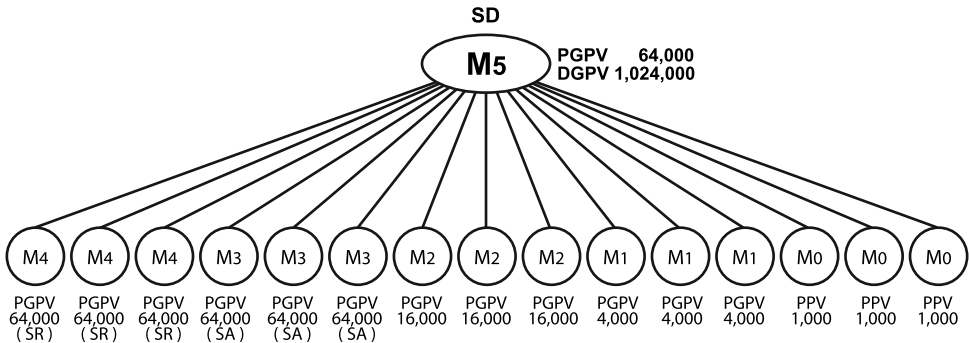 SD
M5
PGPV 64,000
DGPV 1,024,000
M4 M4 M4 M3 M3 M3 M2 M2 M2 M1 M1 M1 M0 M0 M0
PGPV PGPV PGPV PGPV PGPV PGPV PGPV PGPV PGPV PGPV PGPV PGPV PPV PPV PPV
64,000 64,000 64,000 64,000 64,000 64,000 16,000 16,000 16,000 4,000 4,000 4,000 1,000 1,000 1,000
( SR ) ( SR ) ( SR ) ( SA ) ( SA ) ( SA )